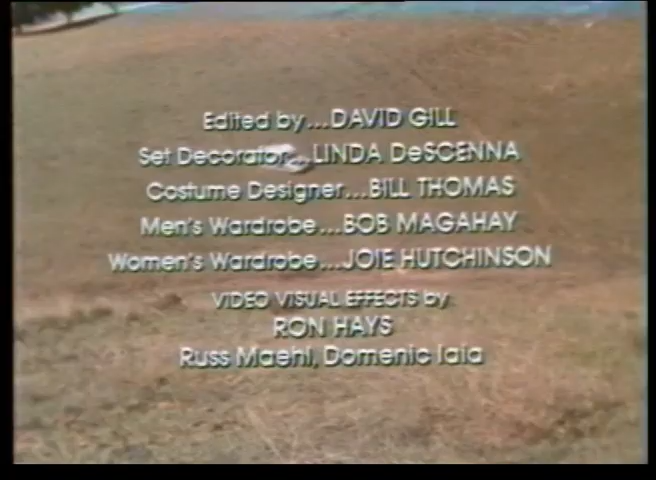 Edited by...DAVID GILL
Set Decorator...LINDA DeSCENNA
Costume Designer...BILL THOMAS
Men's Wardrobe...BOB MAGAHAY
Women's Wardrobe...JOIE HUTCHINSON
VIDEO VISUAL EFFECTS by
RON HAYS
Russ Maehl, Domenic Iaia